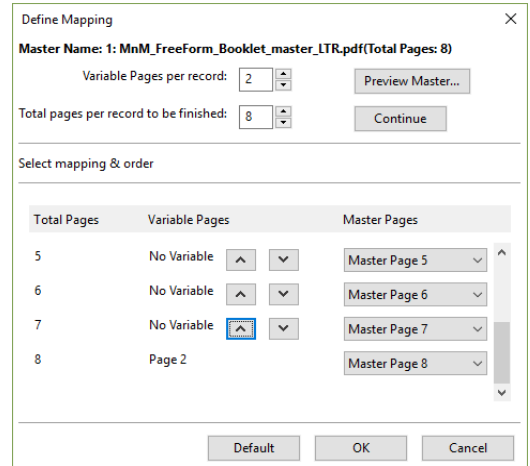 Define Mapping
Master Name: 1: MnM_FreeForm_Booklet_master_LTR.pdf(Total Pages: 8)
Variable Pages per record: 2 Preview Master...
Total pages per record to be finished: 8 Continue
Select mapping & order
Total Pages Variable Pages Master Pages
5 No Variable Master Page 5
6 No Variable Master Page 6
7 No Variable Master Page 7
8 Page 2 Master Page 8
Default OK Cancel